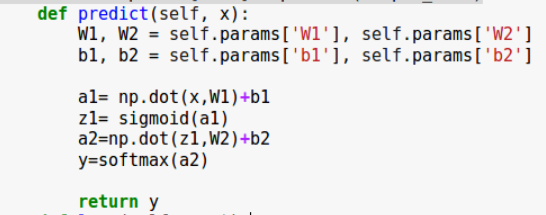 def predict(self, x):
W1, W2 = self.params['W1'], self.params['W2']
b1, b2 = self.params['b1'], self.params['b2']
a1= np.dot(x,W1)+b1
z1= sigmoid(a1)
a2=np.dot(z1,W2)+b2
y=softmax(a2)
return y